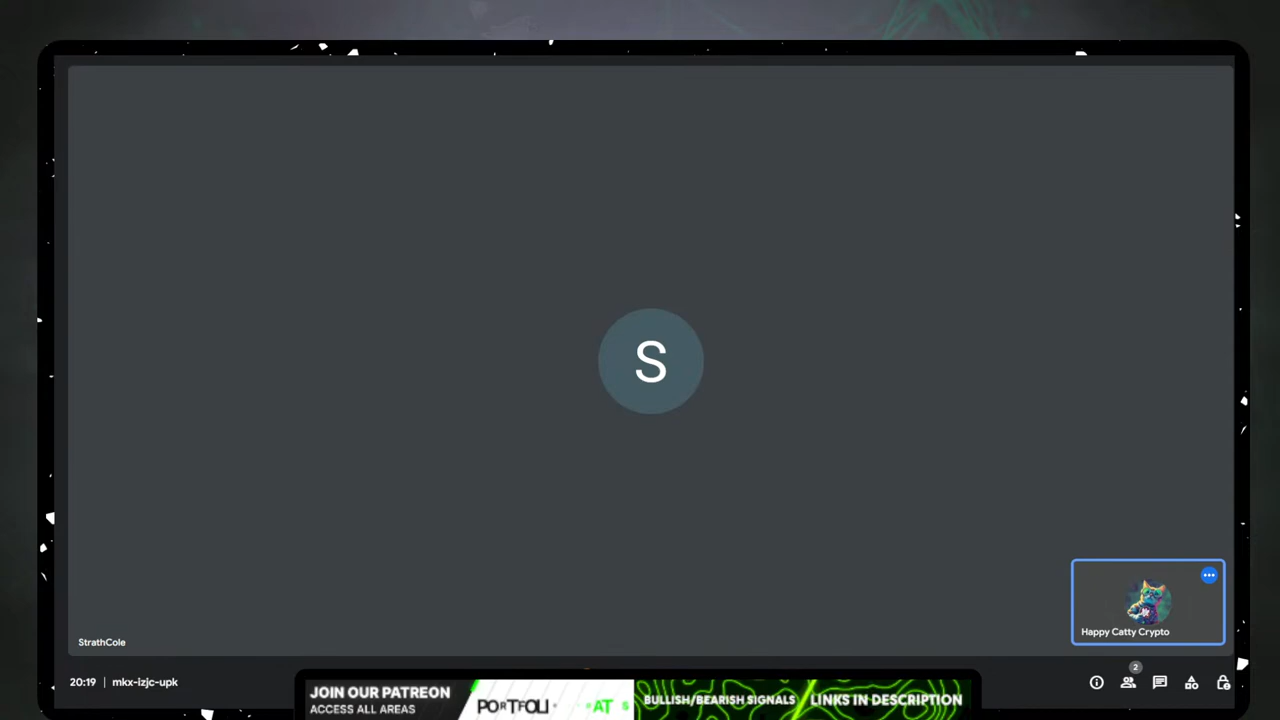 S
Happy Catty Crypto
StrathCole
20:19 | mkx-lzjc-upk
2
JOIN OUR PATREON
ACCESS ALL AREAS
BULLISH/BEARISH SIGNALS
LINKS IN DESCRIPTION